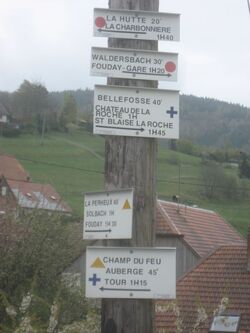 LA HUTTE 20'
LA CHARBONNIERE
1H40
WALDERSBACH 30'
FOUDAY-GARE 1H20
BELLEFOSSE 40'
CHATEAU DE LA
ROCHE 1H
ST BLAISE LA ROCHE
1H45
LA PERHEUX 40'
SOLBACH 1H
FOUDAY 1H30
CHAMP DU FEU
AUBERGE 45'
TOUR 1H15